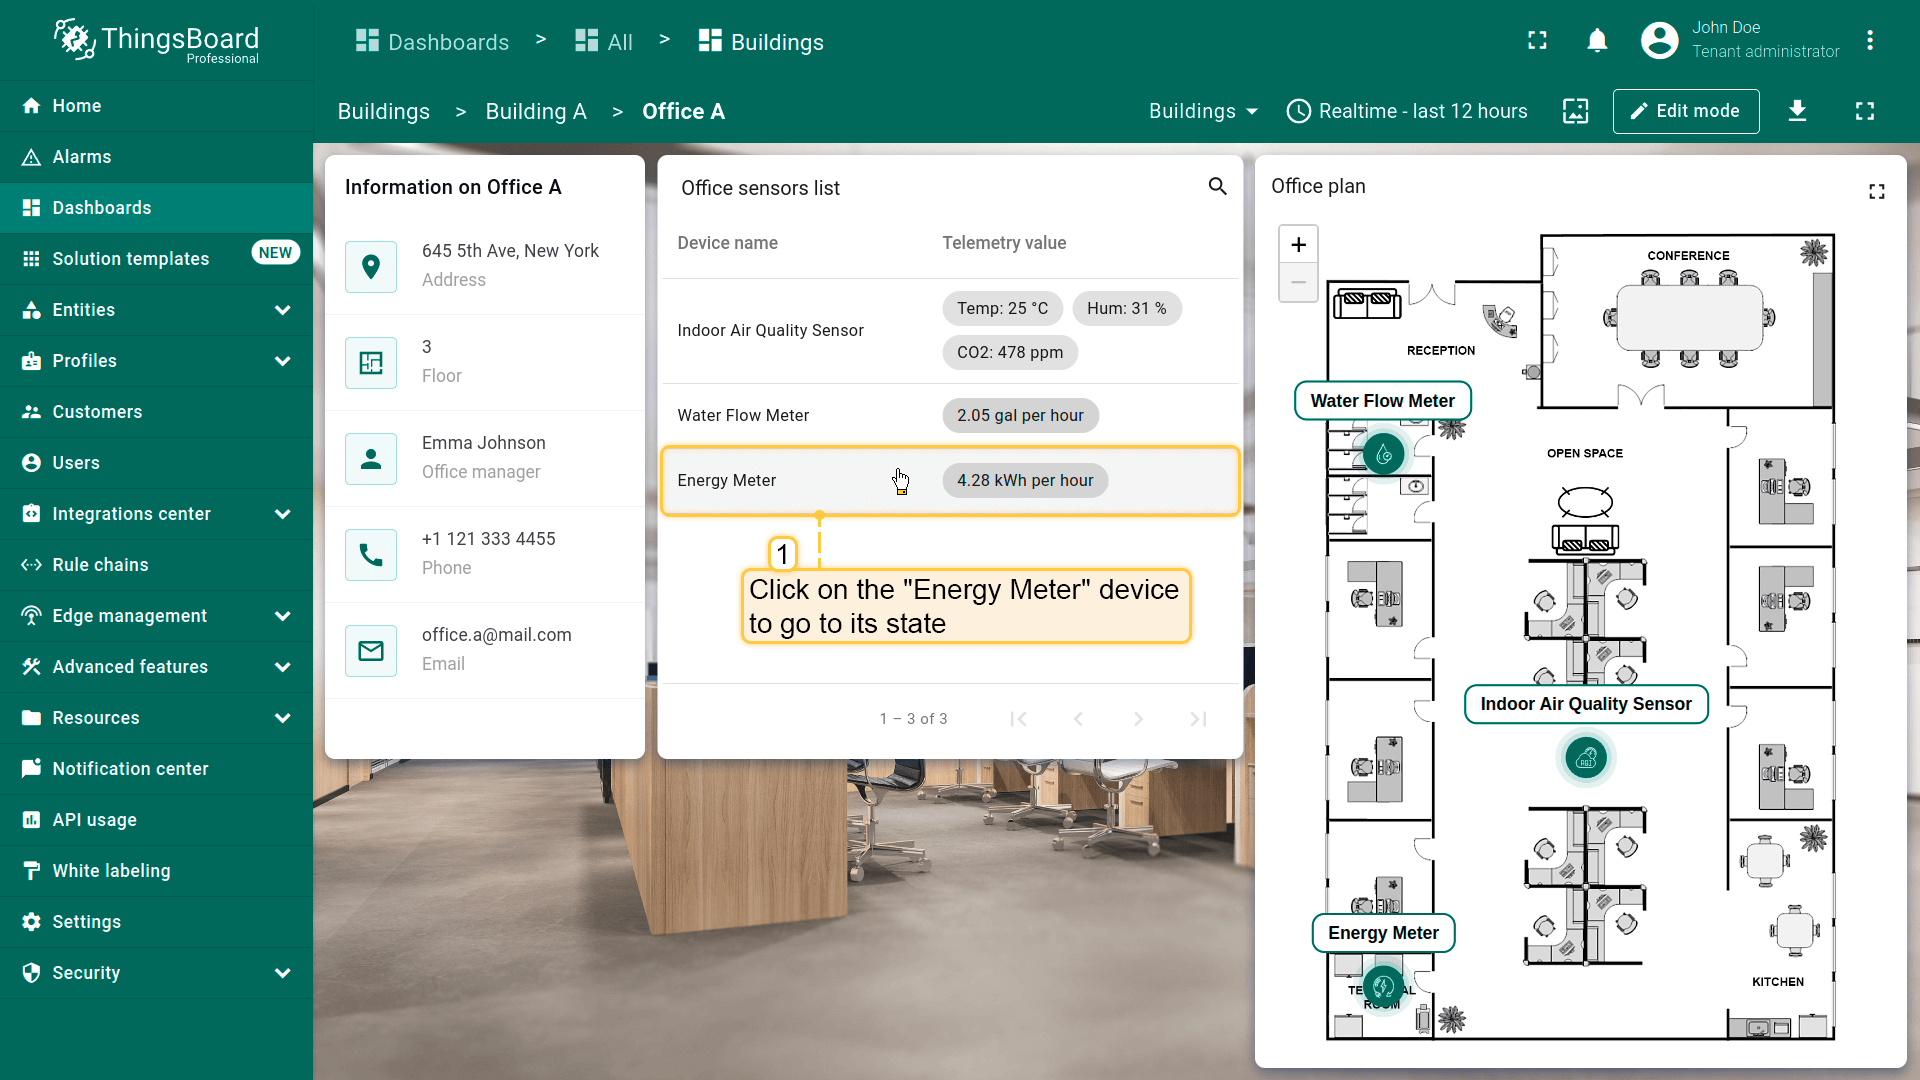 ThingsBoard
Professional
Dashboards > All > Buildings
John Doe
Tenant administrator
Buildings > Building A > Office A
Buildings
Realtime - last 12 hours
Edit mode
Home
Alarms
Dashboards
Solution templates NEW
Entities
Profiles
Customers
Users
Integrations center
Rule chains
Edge management
Advanced features
Resources
Notification center
API usage
White labeling
Settings
Security
Information on Office A
645 5th Ave, New York
Address
3
Floor
Emma Johnson
Office manager
+1 121 333 4455
Phone
office.a@mail.com
Email
Office sensors list
Device name Telemetry value
Indoor Air Quality Sensor
Temp: 25 °C Hum: 31 %
CO2: 478 ppm
Water Flow Meter 2.05 gal per hour
Energy Meter 4.28 kWh per hour
1
Click on the "Energy Meter" device
to go to its state
1 – 3 of 3
Office plan
+
−
CONFERENCE
RECEPTION
Water Flow Meter
OPEN SPACE
Indoor Air Quality Sensor
AQI
Energy Meter
KITCHEN